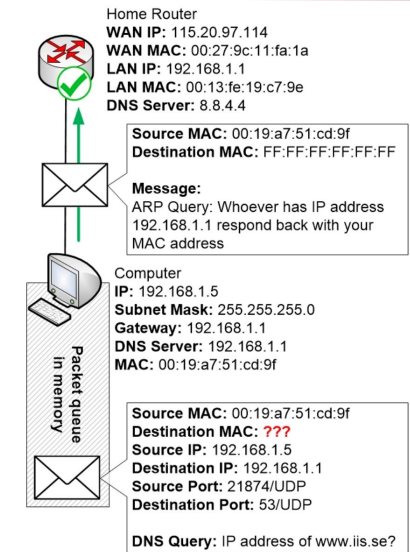 Home Router
WAN IP: 115.20.97.114
WAN MAC: 00:27:9c:11:fa:1a
LAN IP: 192.168.1.1
LAN MAC: 00:13:fe:19:c7:9e
DNS Server: 8.8.4.4
Source MAC: 00:19:a7:51:cd:9f
Destination MAC: FF:FF:FF:FF:FF:FF
Message:
ARP Query: Whoever has IP address
192.168.1.1 respond back with your
MAC address
Computer
IP: 192.168.1.5
Subnet Mask: 255.255.255.0
Gateway: 192.168.1.1
DNS Server: 192.168.1.1
MAC: 00:19:a7:51:cd:9f
Packet queue
in memory
Source MAC: 00:19:a7:51:cd:9f
Destination MAC: ???
Source IP: 192.168.1.5
Destination IP: 192.168.1.1
Source Port: 21874/UDP
Destination Port: 53/UDP
DNS Query: IP address of www.iis.se?